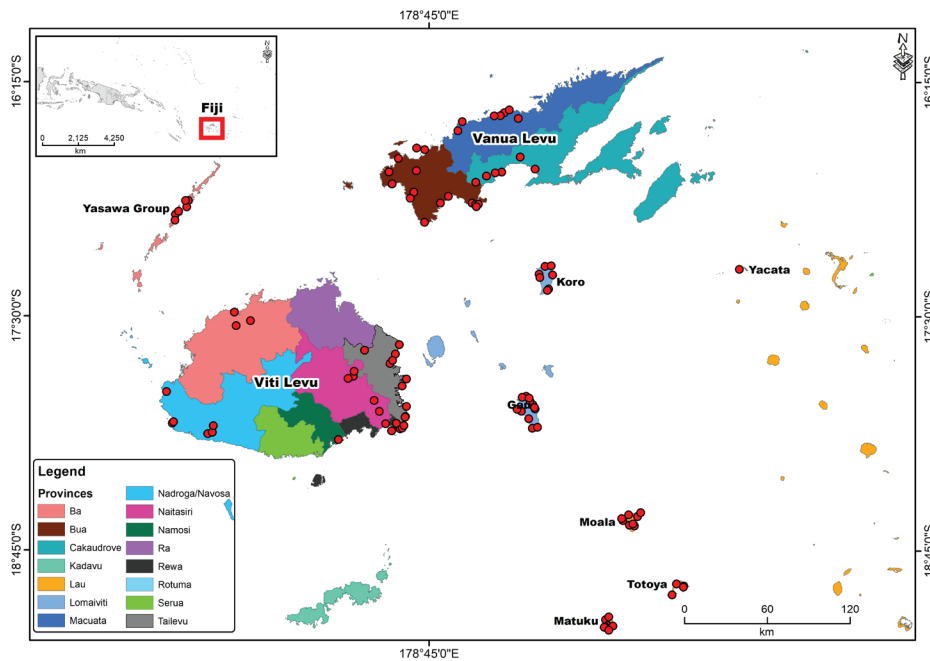 178°45'0"E
N
N
16°15'0"S
16°15'0"S
Fiji
0 2,125 4,250
km
Vanua Levu
Yasawa Group
Koro
Yacata
17°30'0"S
17°30'0"S
Viti Levu
Gau
Legend
Provinces
Ba
Bua
Cakaudrove
Kadavu
Lau
Lomaiviti
Macuata
Nadroga/Navosa
Naitasiri
Namosi
Ra
Rewa
Rotuma
Serua
Tailevu
Moala
18°45'0"S
18°45'0"S
Totoya
Matuku
0 60 120
km
178°45'0"E